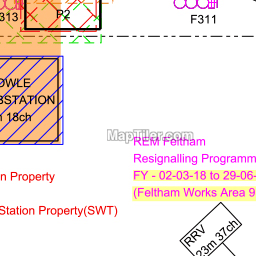 313
P2
F311
OWLE
BSTATION
18ch
MapTiler.com
REM Feltham
Resignalling Programm
FY - 02-03-18 to 29-06-
(Feltham Works Area 9
n Property
Station Property(SWT)
RRV
23m 37ch